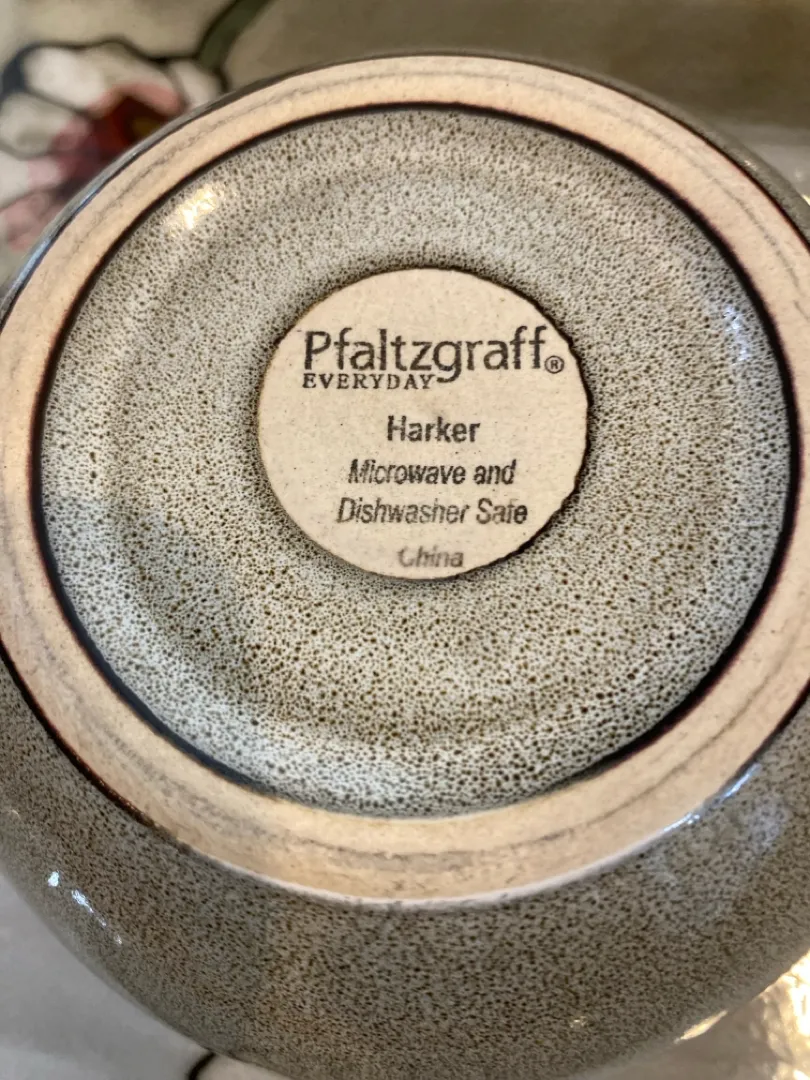 Pfaltzgraff®
EVERYDAY
Harker
Microwave and
Dishwasher Safe
China